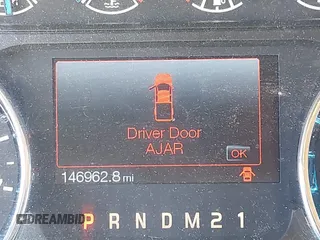 Driver Door
AJAR
OK
146962.8 mi
P R N D M 2 1
DREAMBID